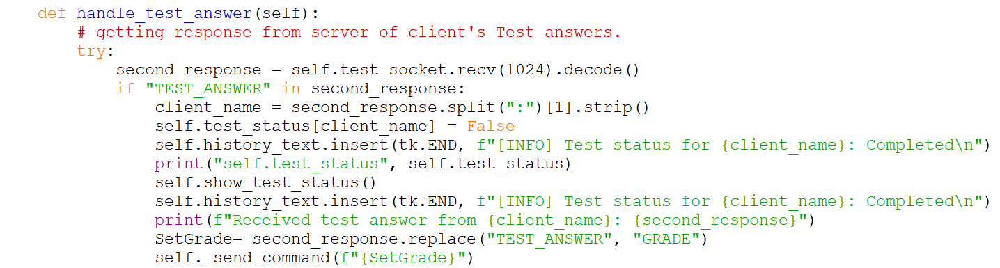 def handle_test_answer(self):
    # getting response from server of client's Test answers.
    try:
        second_response = self.test_socket.recv(1024).decode()
        if "TEST_ANSWER" in second_response:
            client_name = second_response.split(":")[1].strip()
            self.test_status[client_name] = False
            self.history_text.insert(tk.END, f"[INFO] Test status for {client_name}: Completed\n")
            print("self.test_status", self.test_status)
            self.show_test_status()
            self.history_text.insert(tk.END, f"[INFO] Test status for {client_name}: Completed\n")
            print(f"Received test answer from {client_name}: {second_response}")
            SetGrade= second_response.replace("TEST_ANSWER", "GRADE")
            self._send_command(f"{SetGrade}")